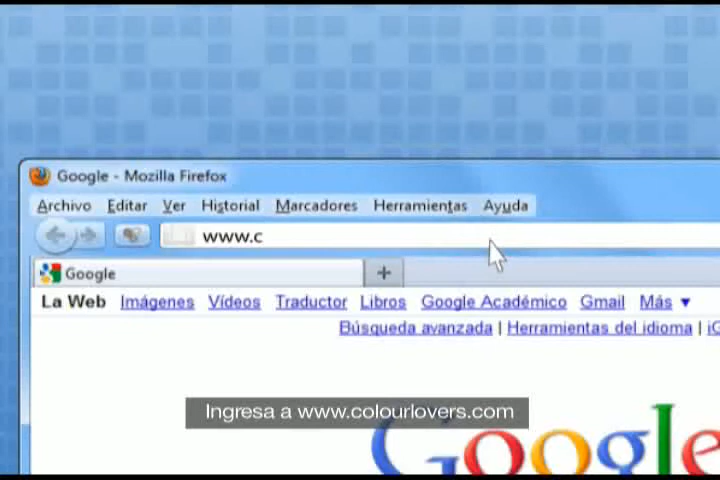 Google - Mozilla Firefox
Archivo Editar Ver Historial Marcadores Herramientas Ayuda
www.c
Google +
La Web Imágenes Vídeos Traductor Libros Google Académico Gmail Más ▼
Búsqueda avanzada | Herramientas del idioma |
Ingresa a www.colourlovers.com
Google